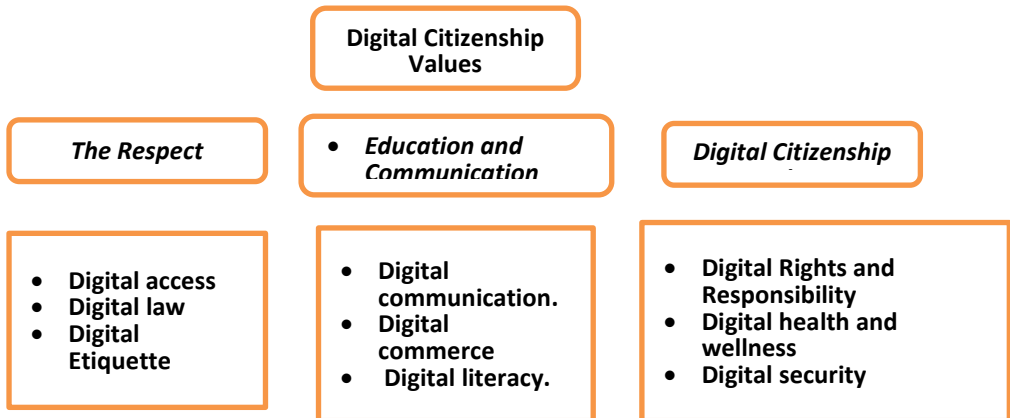 Digital Citizenship
Values
The Respect
• Education and
Communication
Digital Citizenship
• Digital access
• Digital law
• Digital
Etiquette
• Digital
communication.
• Digital
commerce
• Digital literacy.
• Digital Rights and
Responsibility
• Digital health and
wellness
• Digital security